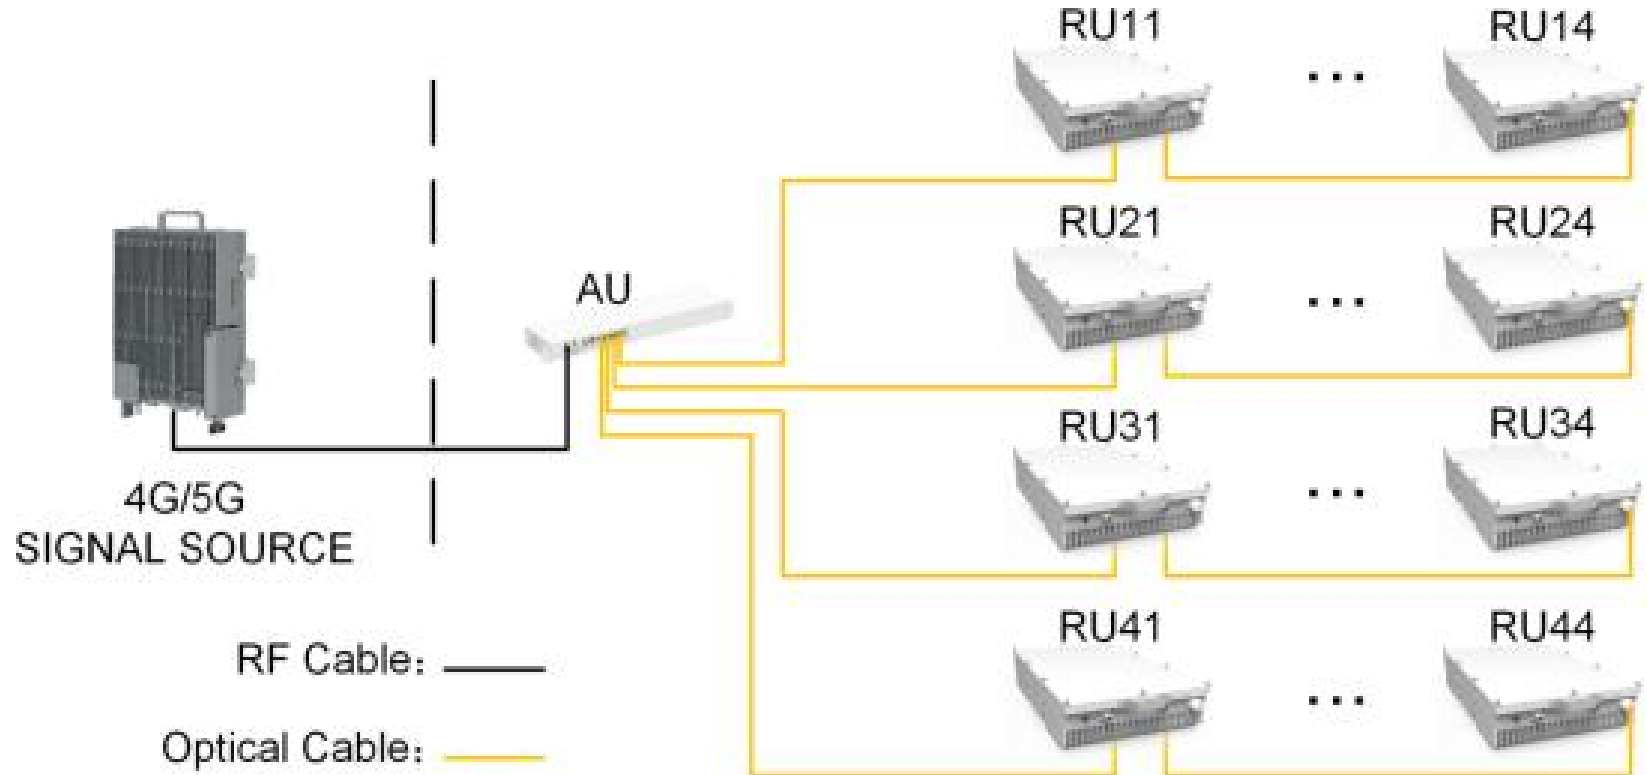 RU11
RU14
RU21
RU24
AU
RU31
RU34
4G/5G
SIGNAL SOURCE
RU41
RU44
RF Cable:
Optical Cable: